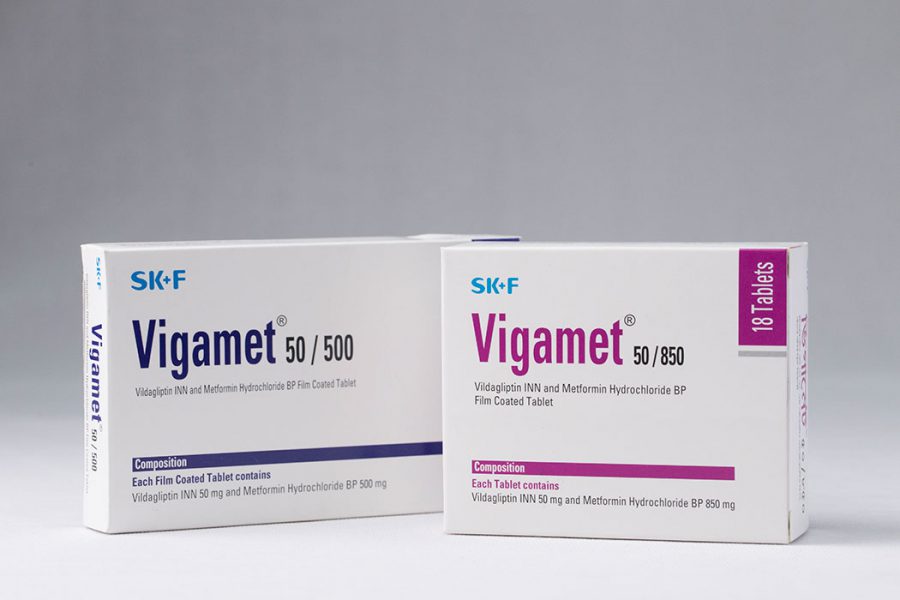 SK+F
Vigamet® 50 / 500
Vildagliptin INN and Metformin Hydrochloride BP Film Coated Tablet
Composition
Each Film Coated Tablet contains
Vildagliptin INN 50 mg and Metformin Hydrochloride BP 500 mg
SK+F
Vigamet® 50 / 500
SK+F
Vigamet® 50 / 850
Vildagliptin INN and Metformin Hydrochloride BP
Film Coated Tablet
Composition
Each Tablet contains
Vildagliptin INN 50 mg and Metformin Hydrochloride BP 850 mg
18 Tablets